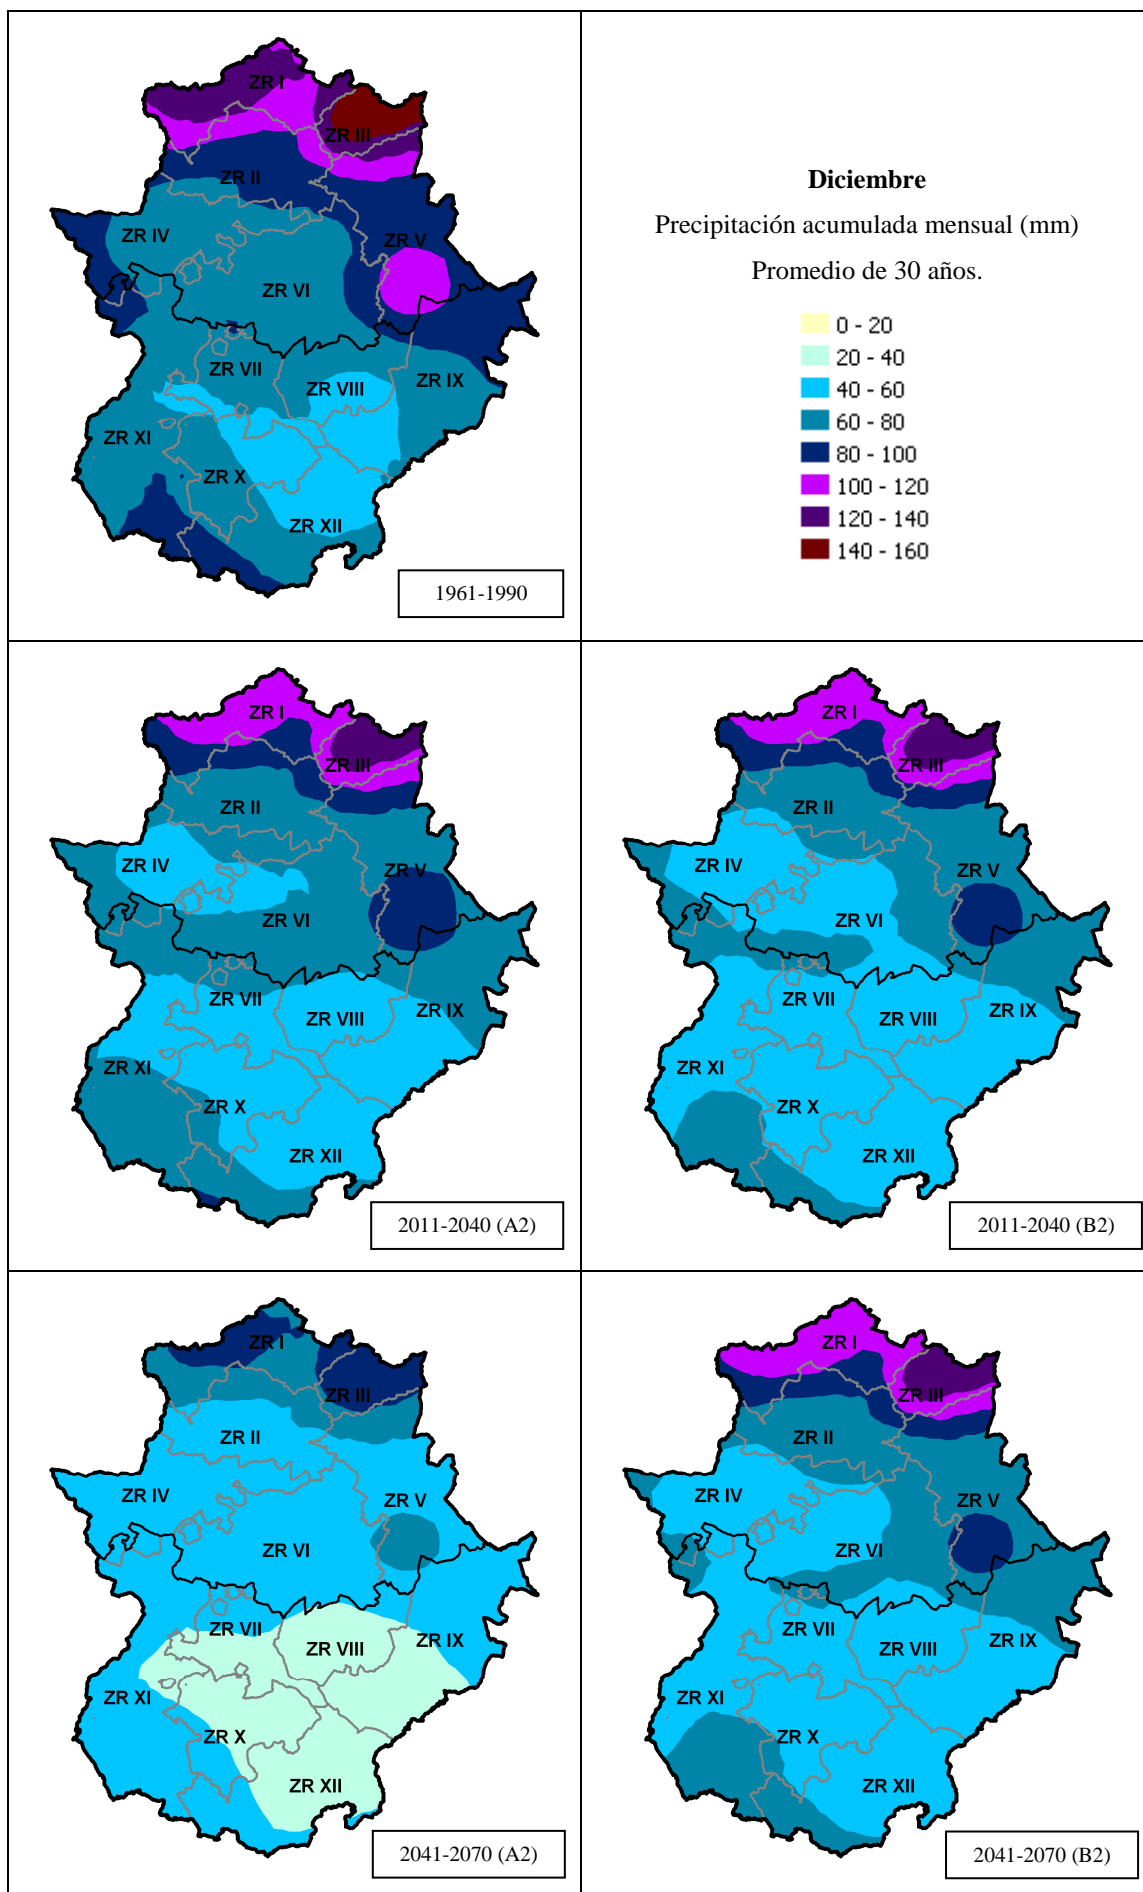 ZR I
ZR III
ZR II
ZR IV
ZR V
ZR VI
ZR VII
ZR VIII
ZR IX
ZR XI
ZR X
ZR XII
1961-1990
Diciembre
Precipitación acumulada mensual (mm)
Promedio de 30 años.
0 - 20
20 - 40
40 - 60
60 - 80
80 - 100
100 - 120
120 - 140
140 - 160
ZR I
ZR III
ZR II
ZR IV
ZR V
ZR VI
ZR VII
ZR VIII
ZR IX
ZR XI
ZR X
ZR XII
2011-2040 (A2)
ZR I
ZR III
ZR II
ZR IV
ZR V
ZR VI
ZR VII
ZR VIII
ZR IX
ZR XI
ZR X
ZR XII
2011-2040 (B2)
ZR I
ZR III
ZR II
ZR IV
ZR V
ZR VI
ZR VII
ZR VIII
ZR IX
ZR XI
ZR X
ZR XII
2041-2070 (A2)
ZR I
ZR III
ZR II
ZR IV
ZR V
ZR VI
ZR VII
ZR VIII
ZR IX
ZR XI
ZR X
ZR XII
2041-2070 (B2)